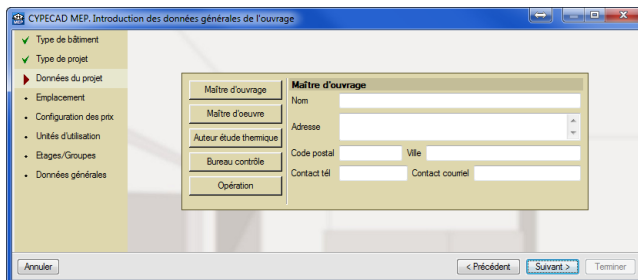 CYPECAD MEP. Introduction des données générales de l'ouvrage
Type de bâtiment
Type de projet
Données du projet
Emplacement
Configuration des prix
Unités d'utilisation
Etages/Groupes
Données générales
Maître d'ouvrage
Maître d'oeuvre
Auteur étude thermique
Bureau contrôle
Opération
Maître d'ouvrage
Nom
Adresse
Code postal Ville
Contact tél Contact courriel
Annuler < Précédent Suivant > Terminer